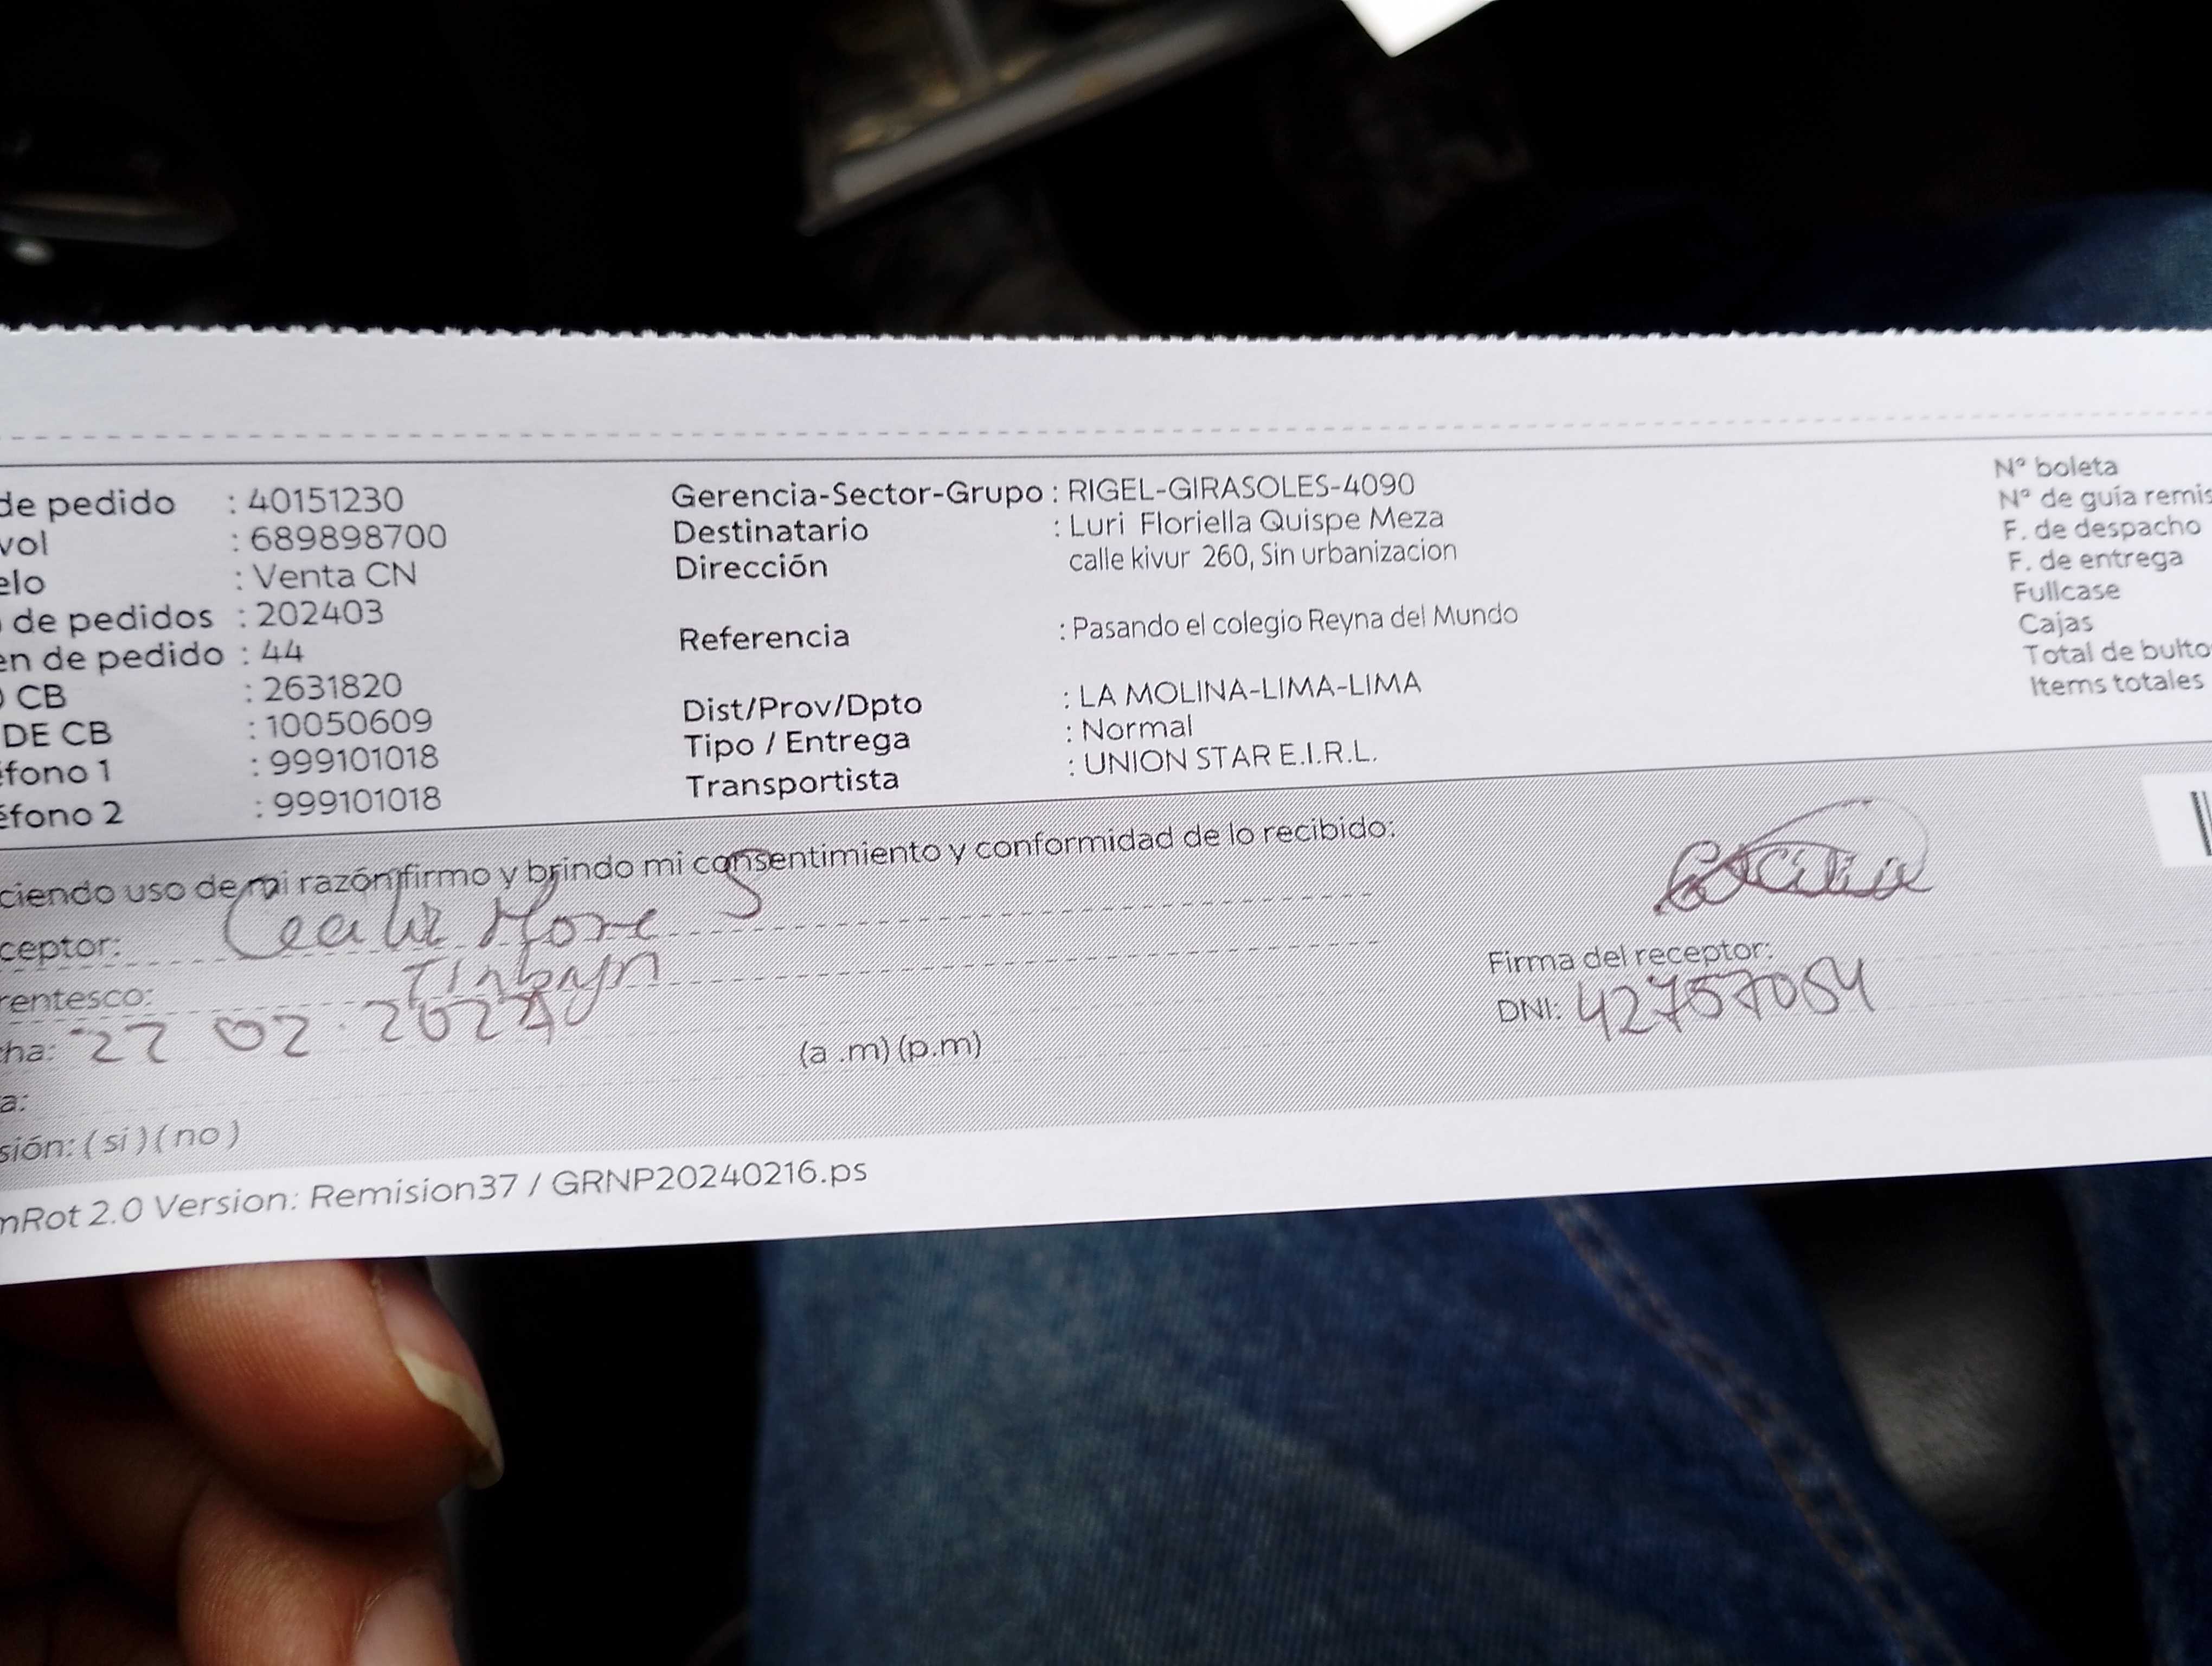 de pedido : 40151230
vol : 689898700
elo : Venta CN
de pedidos : 202403
en de pedido : 44
CB : 2631820
DE CB : 10050609
éfono 1 : 999101018
éfono 2 : 999101018
Gerencia-Sector-Grupo : RIGEL-GIRASOLES-4090
Destinatario : Luri Floriella Quispe Meza
Dirección calle kivur 260, Sin urbanizacion
Referencia : Pasando el colegio Reyna del Mundo
Dist/Prov/Dpto : LA MOLINA-LIMA-LIMA
Tipo / Entrega : Normal
Transportista : UNION STAR E.I.R.L.
N° boleta
N° de guía remis
F. de despacho
F. de entrega
Fullcase
Cajas
Total de bulto
Items totales
ciendo uso de mi razón firmo y brindo mi consentimiento y conformidad de lo recibido:
ceptor:
rentesco:
ha: 22 02 2024
(a .m) (p.m)
a:
sión: ( si ) ( no )
Firma del receptor:
DNI: 42757054
mRot 2.0 Version: Remision37 / GRNP20240216.ps